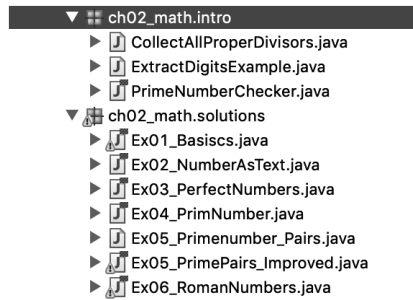 ch02_math.intro
CollectAllProperDivisors.java
ExtractDigitsExample.java
PrimeNumberChecker.java
ch02_math.solutions
Ex01_Basiscs.java
Ex02_NumberAsText.java
Ex03_PerfectNumbers.java
Ex04_PrimNumber.java
Ex05_Primenumber_Pairs.java
Ex05_PrimePairs_Improved.java
Ex06_RomanNumbers.java